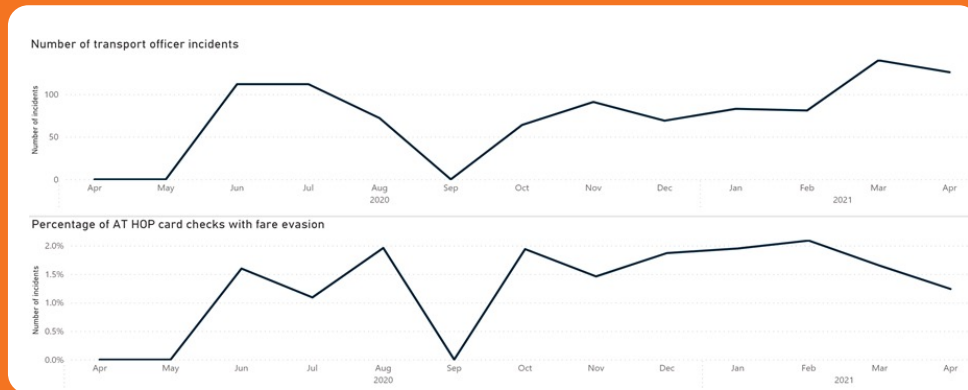 Number of transport officer incidents
Number of incidents
100
50
0
Apr May Jun Jul Aug Sep Oct Nov Dec Jan Feb Mar Apr
2020 2021
Percentage of AT HOP card checks with fare evasion
Number of incidents
2.0%
1.5%
1.0%
0.5%
0.0%
Apr May Jun Jul Aug Sep Oct Nov Dec Jan Feb Mar Apr
2020 2021